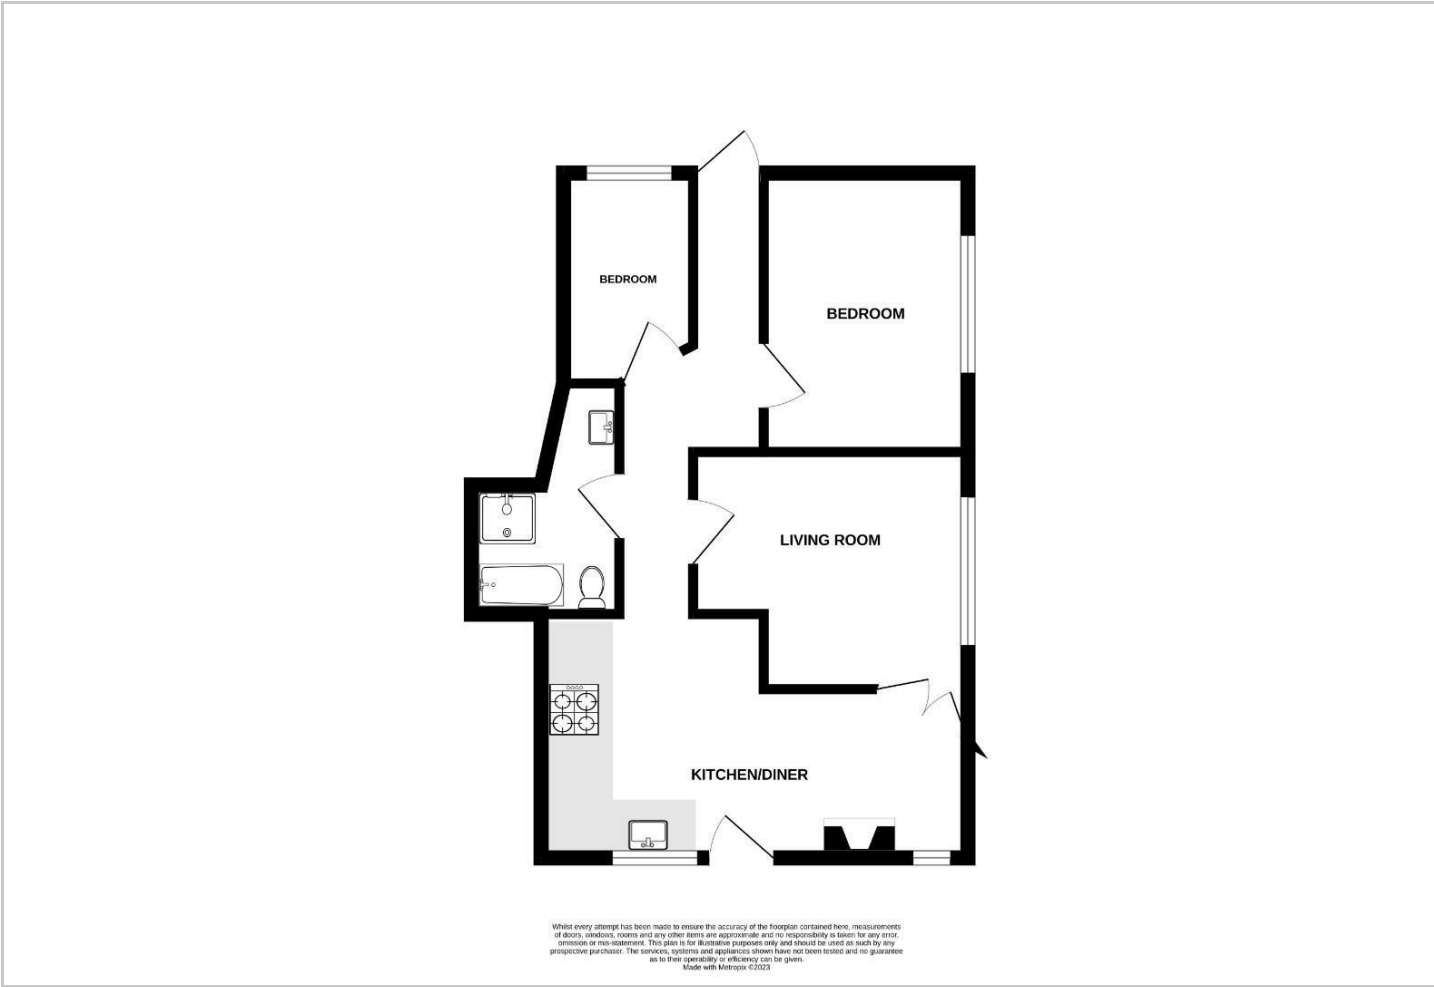 BEDROOM
BEDROOM
LIVING ROOM
KITCHEN/DINER
Whilst every attempt has been made to ensure the accuracy of the floorplan contained here, measurements
of doors, windows, rooms and any other items are approximate and no responsibility is taken for any error,
omission or mis-statement. This plan is for illustrative purposes only and should be used as such by any
prospective purchaser. The services, systems and appliances shown have not been tested and no guarantee
as to their operability or efficiency can be given.
Made with Metropix ©2023